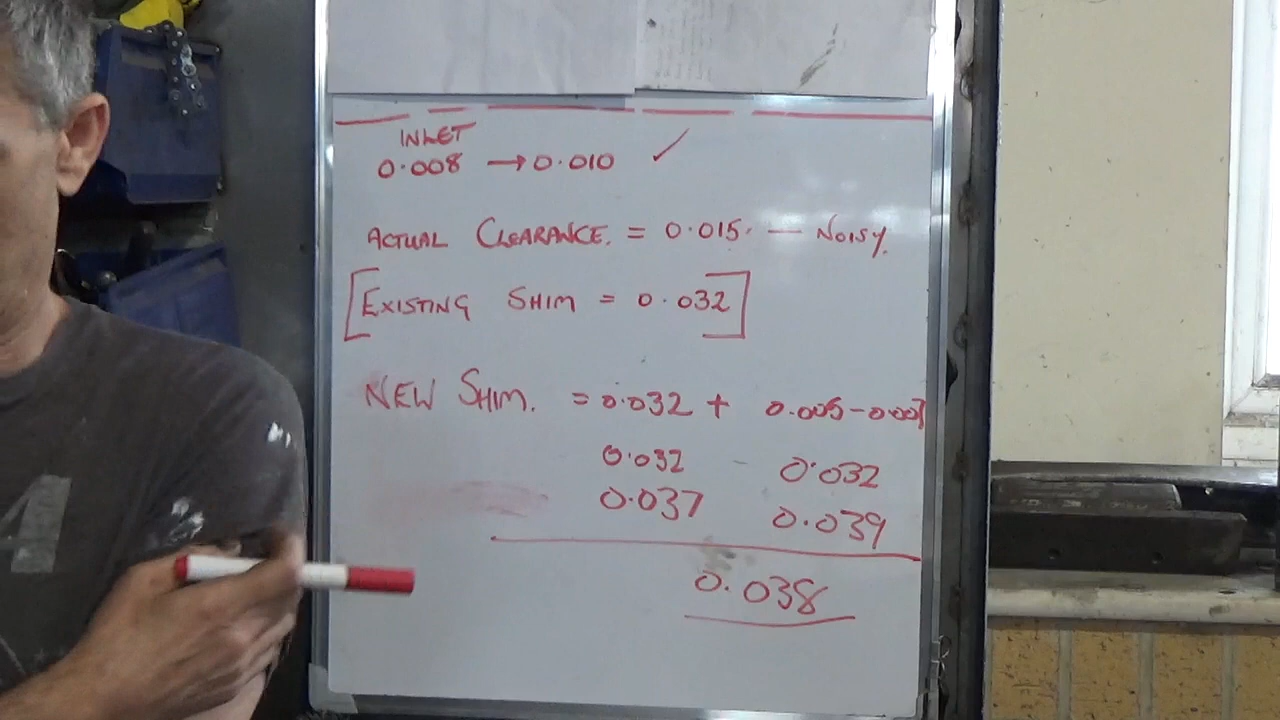 INLET
0.008 → 0.010 ✓
ACTUAL CLEARANCE. = 0.015. — NOISY.
[EXISTING SHIM = 0.032]
NEW SHIM. = 0.032 + 0.005-0.007
0.032 - 0.032
0.037 0.039
0.038